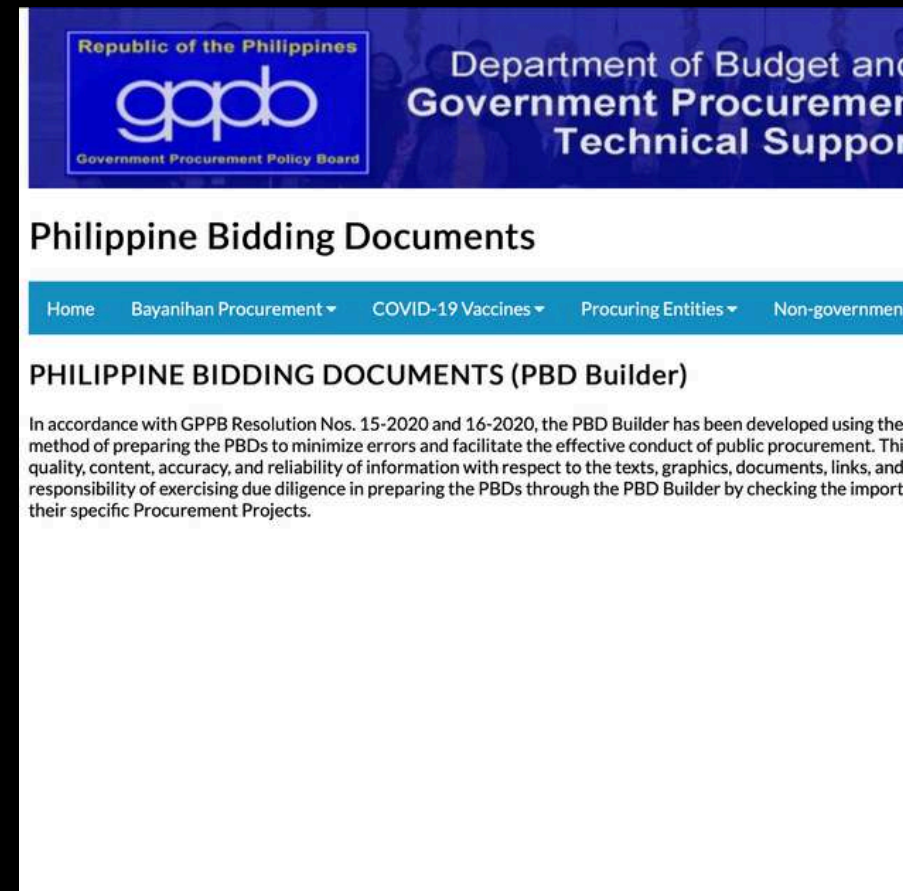 Republic of the Philippines
gppb
Government Procurement Policy Board
Department of Budget and
Government Procuremen
Technical Suppor
Philippine Bidding Documents
Home Bayanihan Procurement COVID-19 Vaccines Procuring Entities Non-governmen
PHILIPPINE BIDDING DOCUMENTS (PBD Builder)
In accordance with GPPB Resolution Nos. 15-2020 and 16-2020, the PBD Builder has been developed using the
method of preparing the PBDs to minimize errors and facilitate the effective conduct of public procurement. Thi
quality, content, accuracy, and reliability of information with respect to the texts, graphics, documents, links, and
responsibility of exercising due diligence in preparing the PBDs through the PBD Builder by checking the import
their specific Procurement Projects.